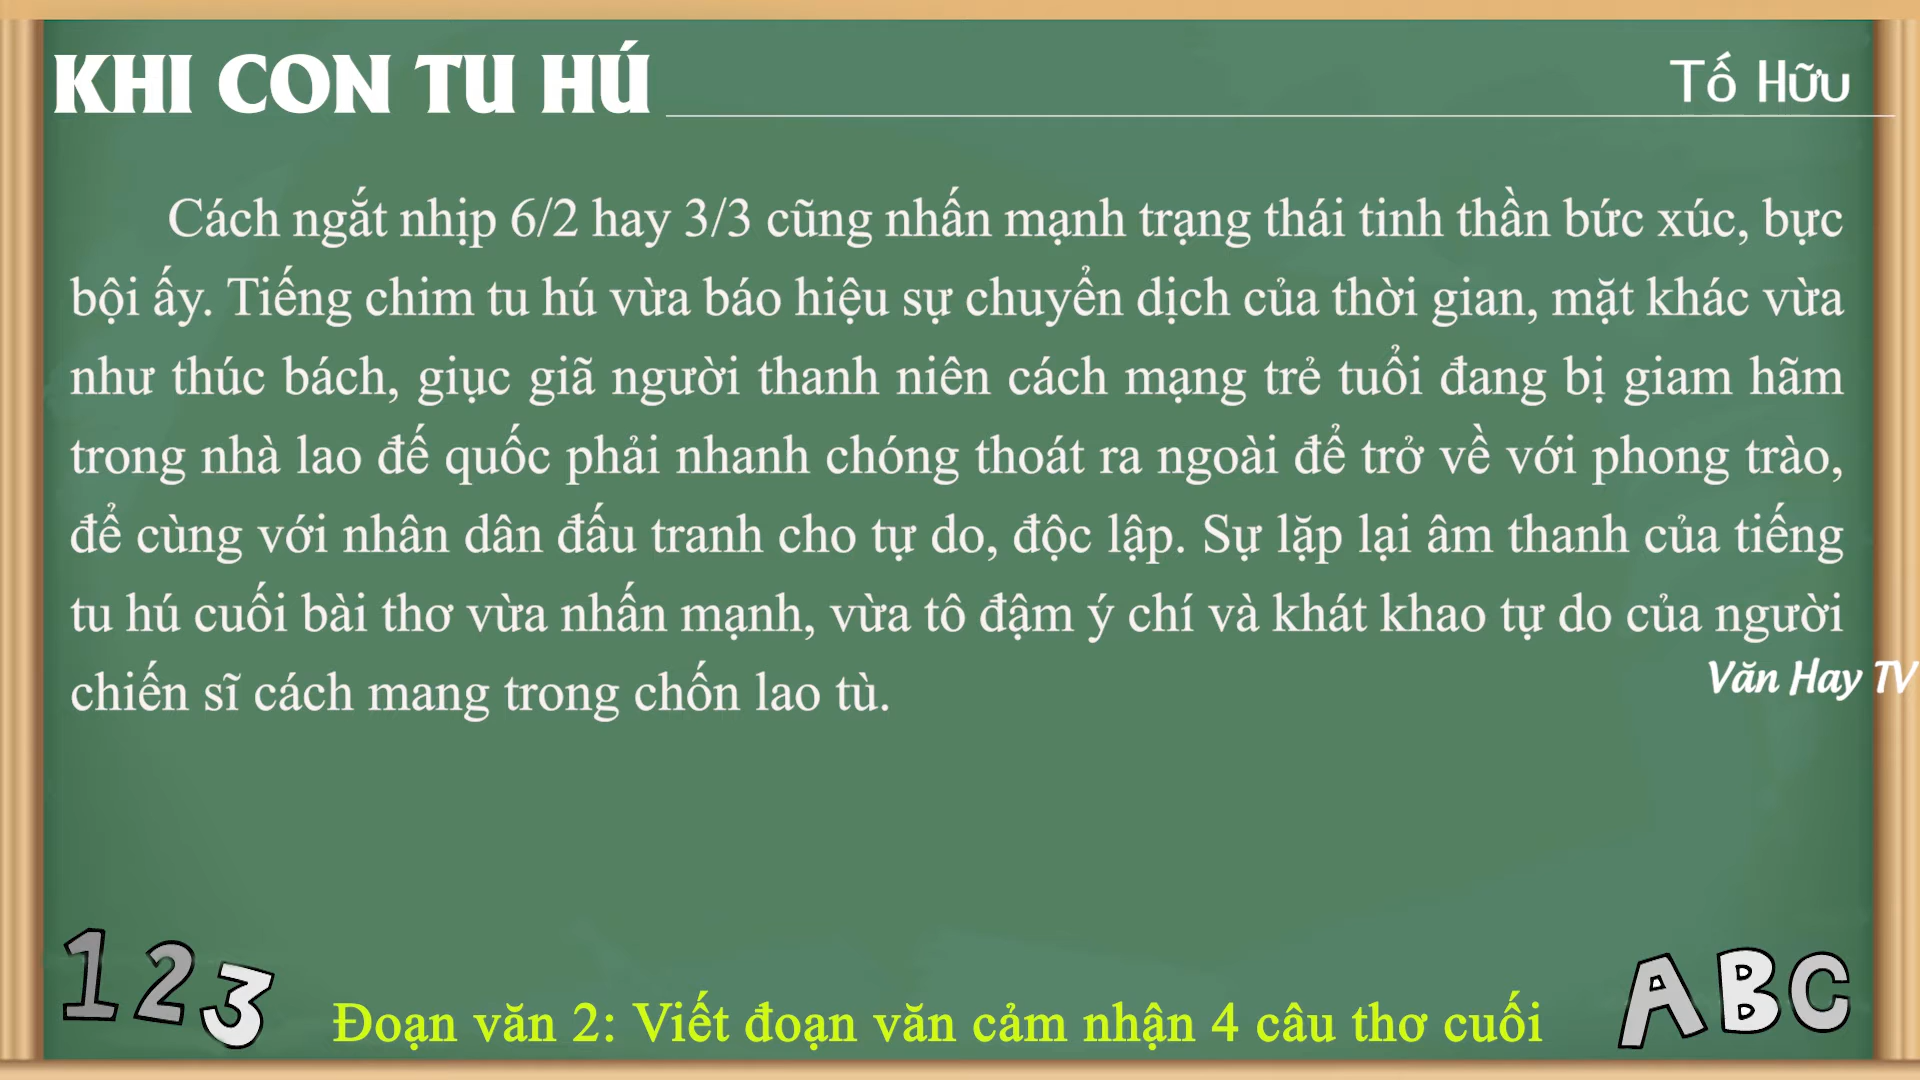 KHI CON TU HÚ
Tố Hữu
Cách ngắt nhịp 6/2 hay 3/3 cũng nhấn mạnh trạng thái tinh thần bức xúc, bực
bội ấy. Tiếng chim tu hú vừa báo hiệu sự chuyển dịch của thời gian, mặt khác vừa
như thúc bách, giục giã người thanh niên cách mạng trẻ tuổi đang bị giam hãm
trong nhà lao đế quốc phải nhanh chóng thoát ra ngoài để trở về với phong trào,
để cùng với nhân dân đấu tranh cho tự do, độc lập. Sự lặp lại âm thanh của tiếng
tu hú cuối bài thơ vừa nhấn mạnh, vừa tô đậm ý chí và khát khao tự do của người
chiến sĩ cách mang trong chốn lao tù.
Văn Hay TV
123
Đoạn văn 2: Viết đoạn văn cảm nhận 4 câu thơ cuối
ABC